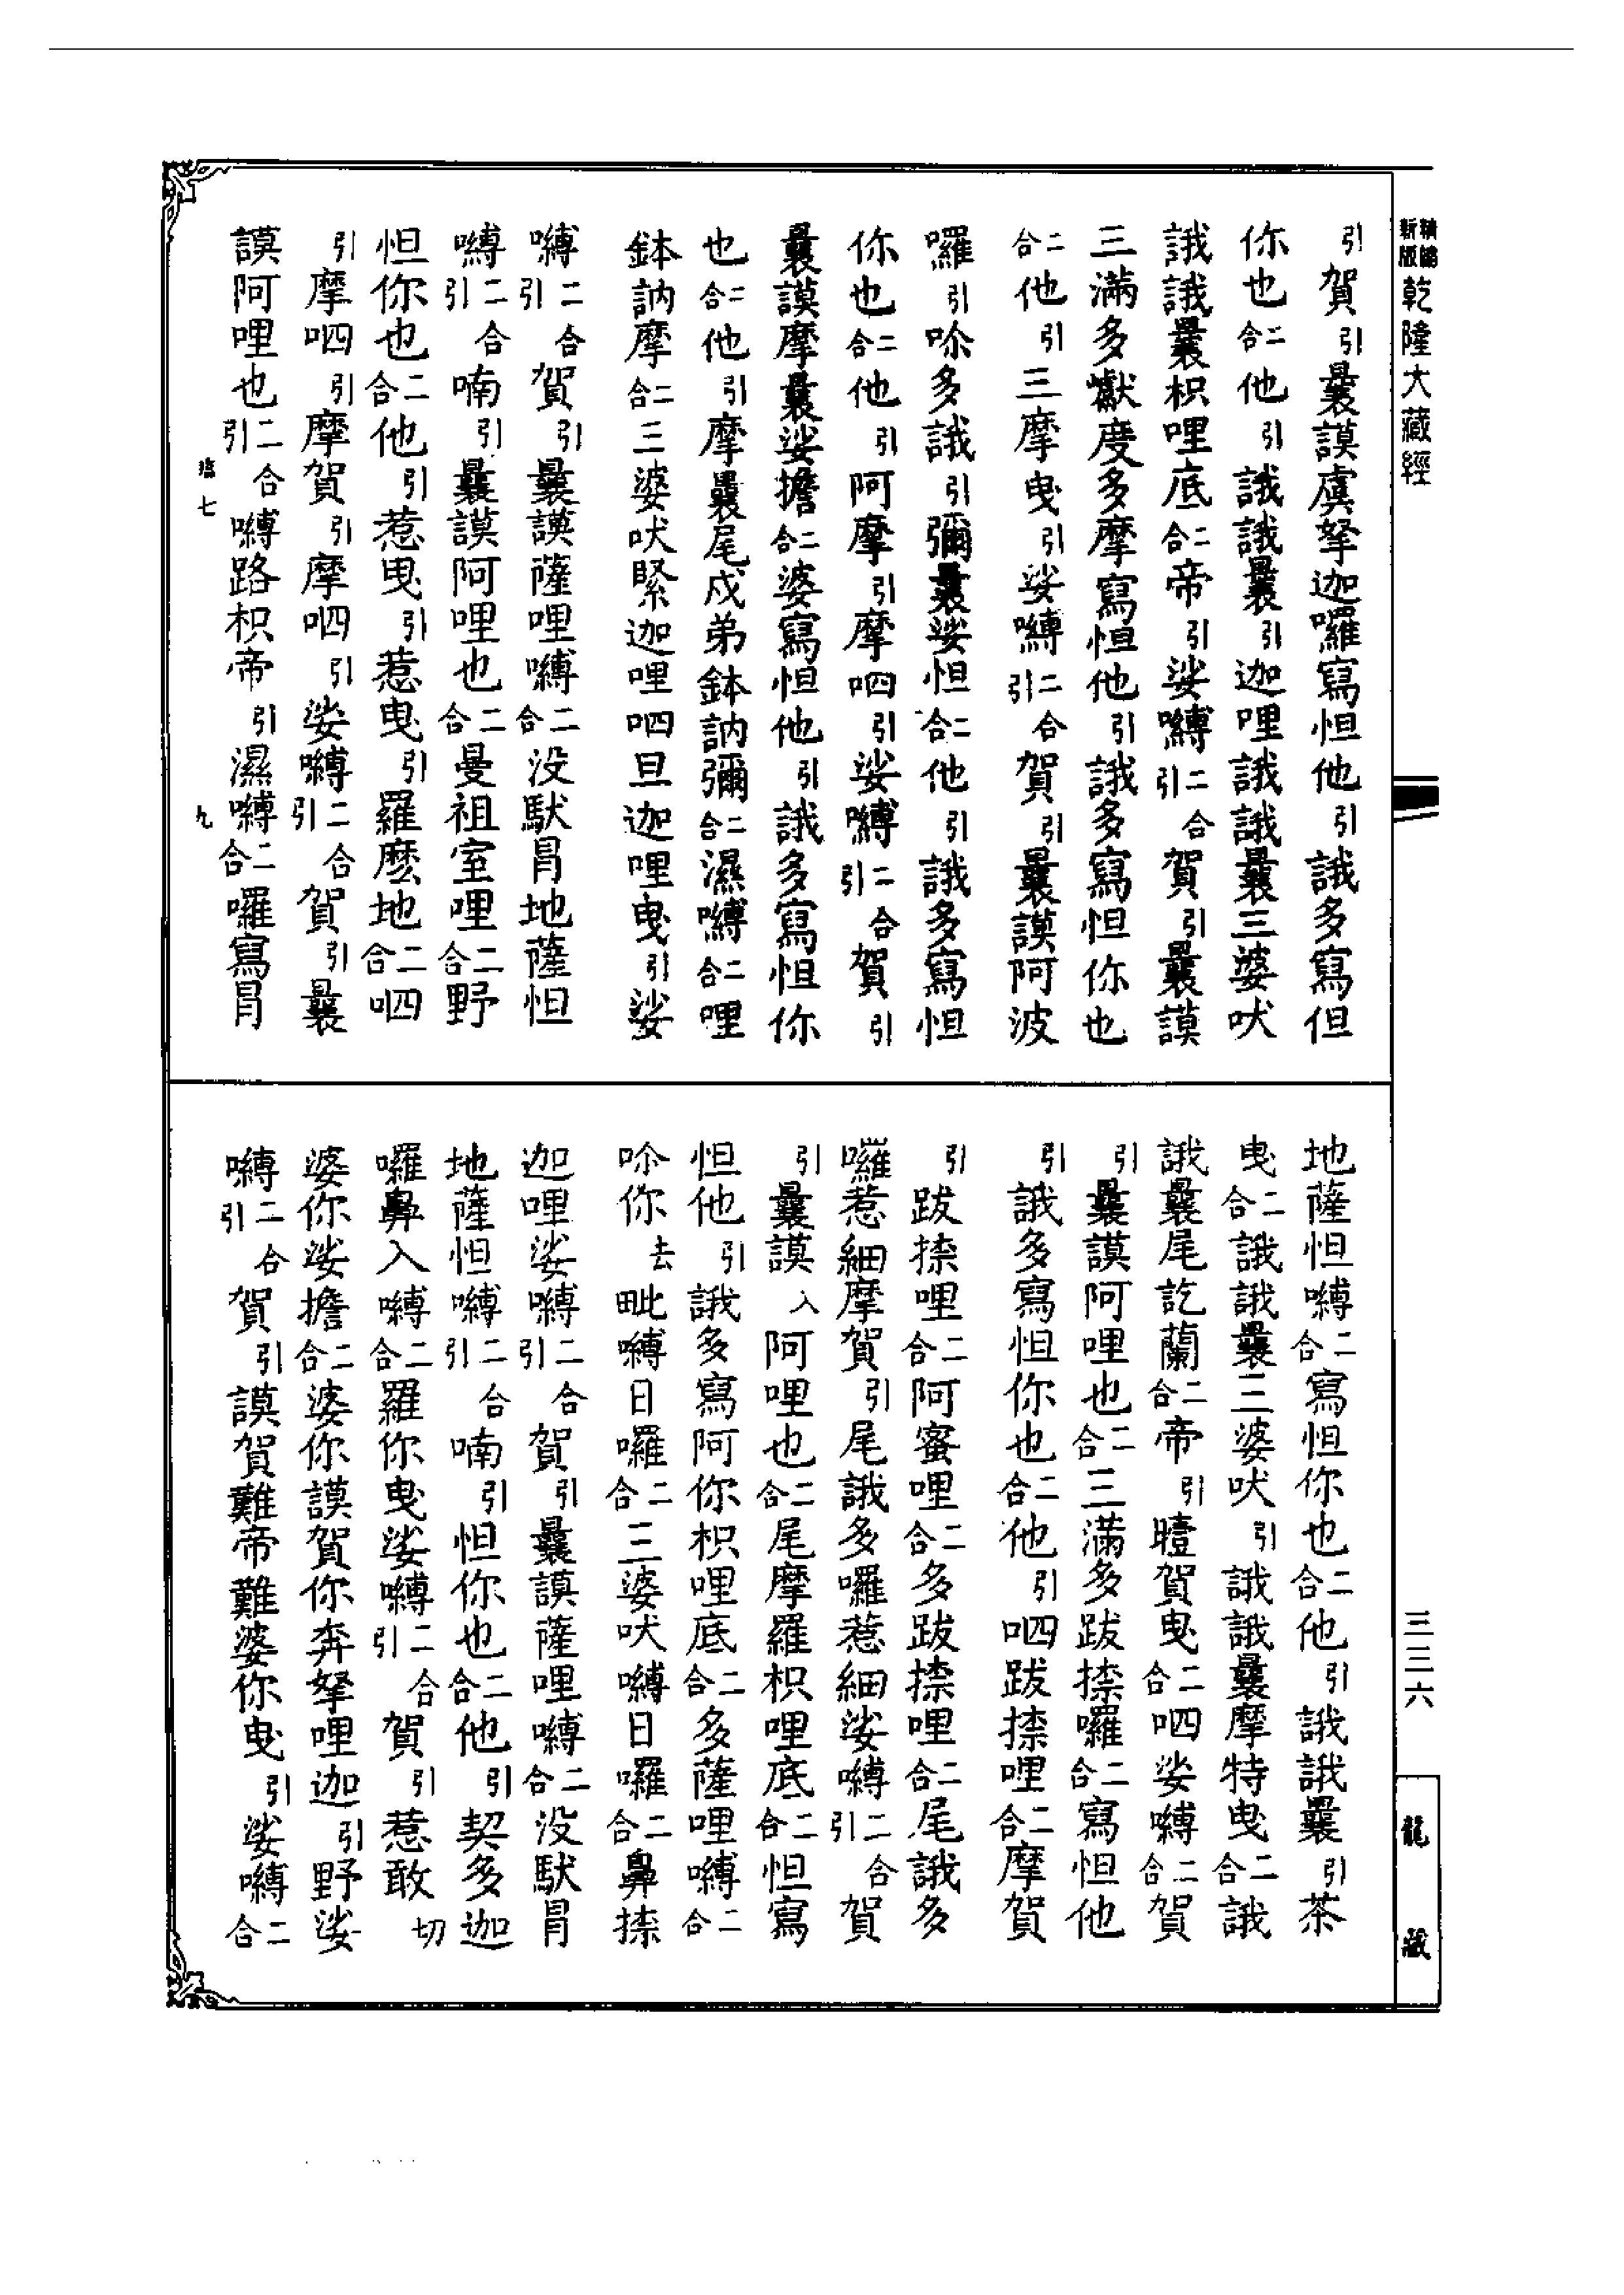 精繪新版乾隆大藏經
引賀引曩謨虞拏迦囉寫怛他引誐多寫但
你也二合他引誐誐曩引迦哩誐誐曩三婆吠
誐誐曩枳哩底二合帝引娑嚩二合引賀引曩謨
三滿多巘度多摩寫怛他引誐多寫怛你也
二合他引三摩曳引娑嚩二合引賀引曩謨阿波
囉引吤多誐引彌曩娑怛二合他引誐多寫怛
你也二合他引阿摩引摩呬引娑嚩二合引賀引
曩謨摩曩娑擔二合婆寫怛他引誐多寫怛你
也二合他引摩曩尾戍弟鉢訥彌二合濕嚩二合哩
鉢訥摩二合三婆吠緊迦哩呬旦迦哩曳引娑
嚩二合引賀引曩謨薩哩嚩二合没馱冐地薩怛
嚩二合引喃引曩謨阿哩也二合曼祖室哩二合野
怛你也二合他引惹曳引惹曳引羅麽地二合呬
引摩呬引摩賀引摩呬引娑嚩二合引賀引曩
謨阿哩也二合引嚩路枳帝引濕嚩二合囉寫冐
七 九
地薩怛嚩二合寫怛你也二合他引誐誐曩引茶
曳二合誐誐曩三婆吠引誐誐曩摩特曳二合誐
誐曩尾訖蘭二合帝引曀賀曳二合呬娑嚩二合賀
引曩謨阿哩也二合三滿多跋捺囉二合寫怛他
引誐多寫怛你也二合他引呬跋捺哩二合摩賀
引跋捺哩二合阿蜜哩二合多跋捺哩二合尾誐多
囉惹細摩賀引尾誐多囉惹細娑嚩二合引賀
引曩謨入阿哩也二合尾摩羅枳哩底二合怛寫
怛他引誐多寫阿你枳哩底二合多薩哩嚩二合
吤你去毗嚩日囉二合三婆吠嚩日囉二合鼻捺
迦哩娑嚩二合引賀引曩謨薩哩嚩二合没馱冐
地薩怛嚩二合引喃引怛你也二合他引契多迦
囉鼻入嚩二合羅你曳娑嚩二合引賀引惹敢切
婆你娑擔二合婆你謨賀你奔拏哩迦引野娑
嚩二合引賀引謨賀難帝難婆你曳引娑嚩二合
三三六
龍藏